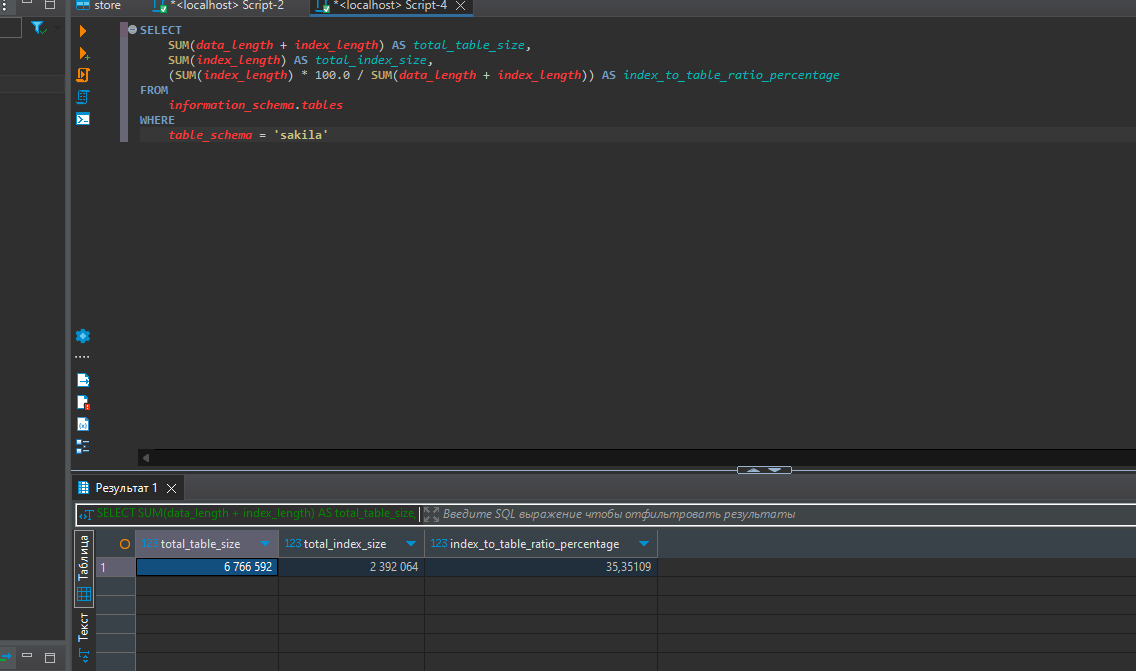 store
*<localhost> Script-2
*<localhost> Script-4
SELECT
SUM(data_length + index_length) AS total_table_size,
SUM(index_length) AS total_index_size,
(SUM(index_length) * 100.0 / SUM(data_length + index_length)) AS index_to_table_ratio_percentage
FROM
information_schema.tables
WHERE
table_schema = 'sakila'
Результат 1
SELECT SUM(data_length + index_length) AS total_table_size,
Введите SQL выражение чтобы отфильтровать результаты
Таблица
Текст
123 total_table_size
123 total_index_size
123 index_to_table_ratio_percentage
1
6 766 592
2 392 064
35,35109